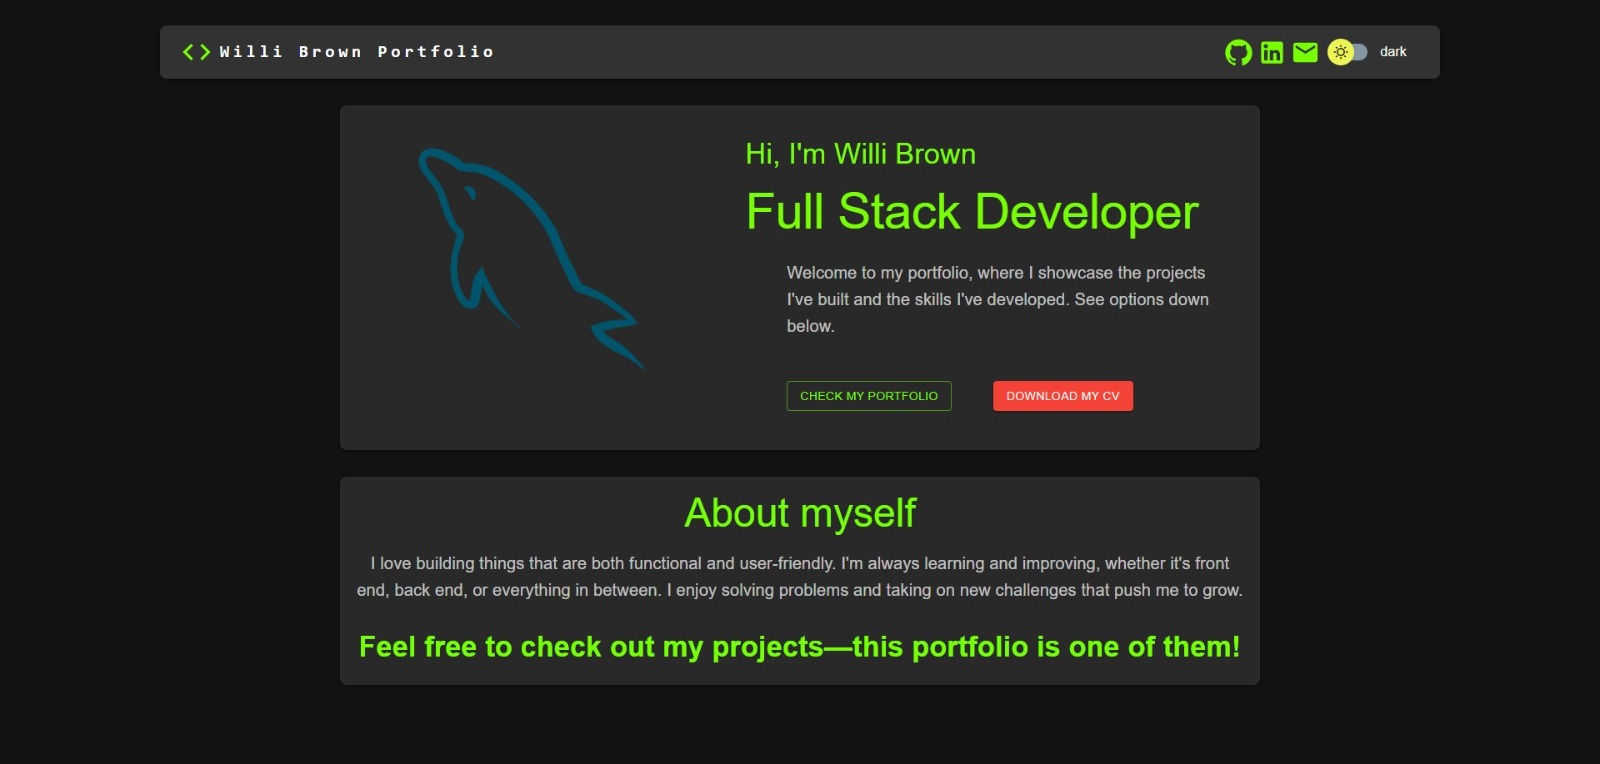 Willi Brown Portfolio
dark
Hi, I'm Willi Brown
Full Stack Developer
Welcome to my portfolio, where I showcase the projects
I've built and the skills I've developed. See options down
below.
CHECK MY PORTFOLIO
DOWNLOAD MY CV
About myself
I love building things that are both functional and user-friendly. I'm always learning and improving, whether it's front
end, back end, or everything in between. I enjoy solving problems and taking on new challenges that push me to grow.
Feel free to check out my projects—this portfolio is one of them!